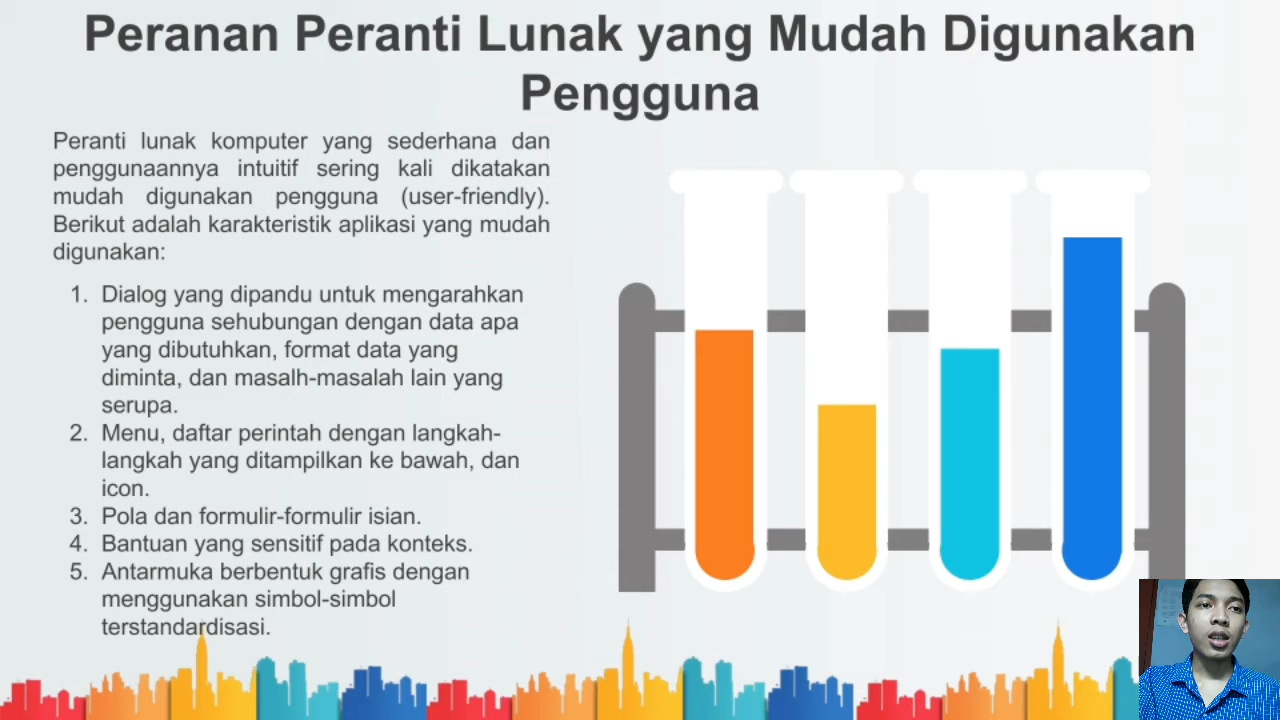 Peranan Peranti Lunak yang Mudah Digunakan
Pengguna
Peranti lunak komputer yang sederhana dan
penggunaannya intuitif sering kali dikatakan
mudah digunakan pengguna (user-friendly).
Berikut adalah karakteristik aplikasi yang mudah
digunakan:
1. Dialog yang dipandu untuk mengarahkan
pengguna sehubungan dengan data apa
yang dibutuhkan, format data yang
diminta, dan masalh-masalah lain yang
serupa.
2. Menu, daftar perintah dengan langkah-
langkah yang ditampilkan ke bawah, dan
icon.
3. Pola dan formulir-formulir isian.
4. Bantuan yang sensitif pada konteks.
5. Antarmuka berbentuk grafis dengan
menggunakan simbol-simbol
terstandardisasi.